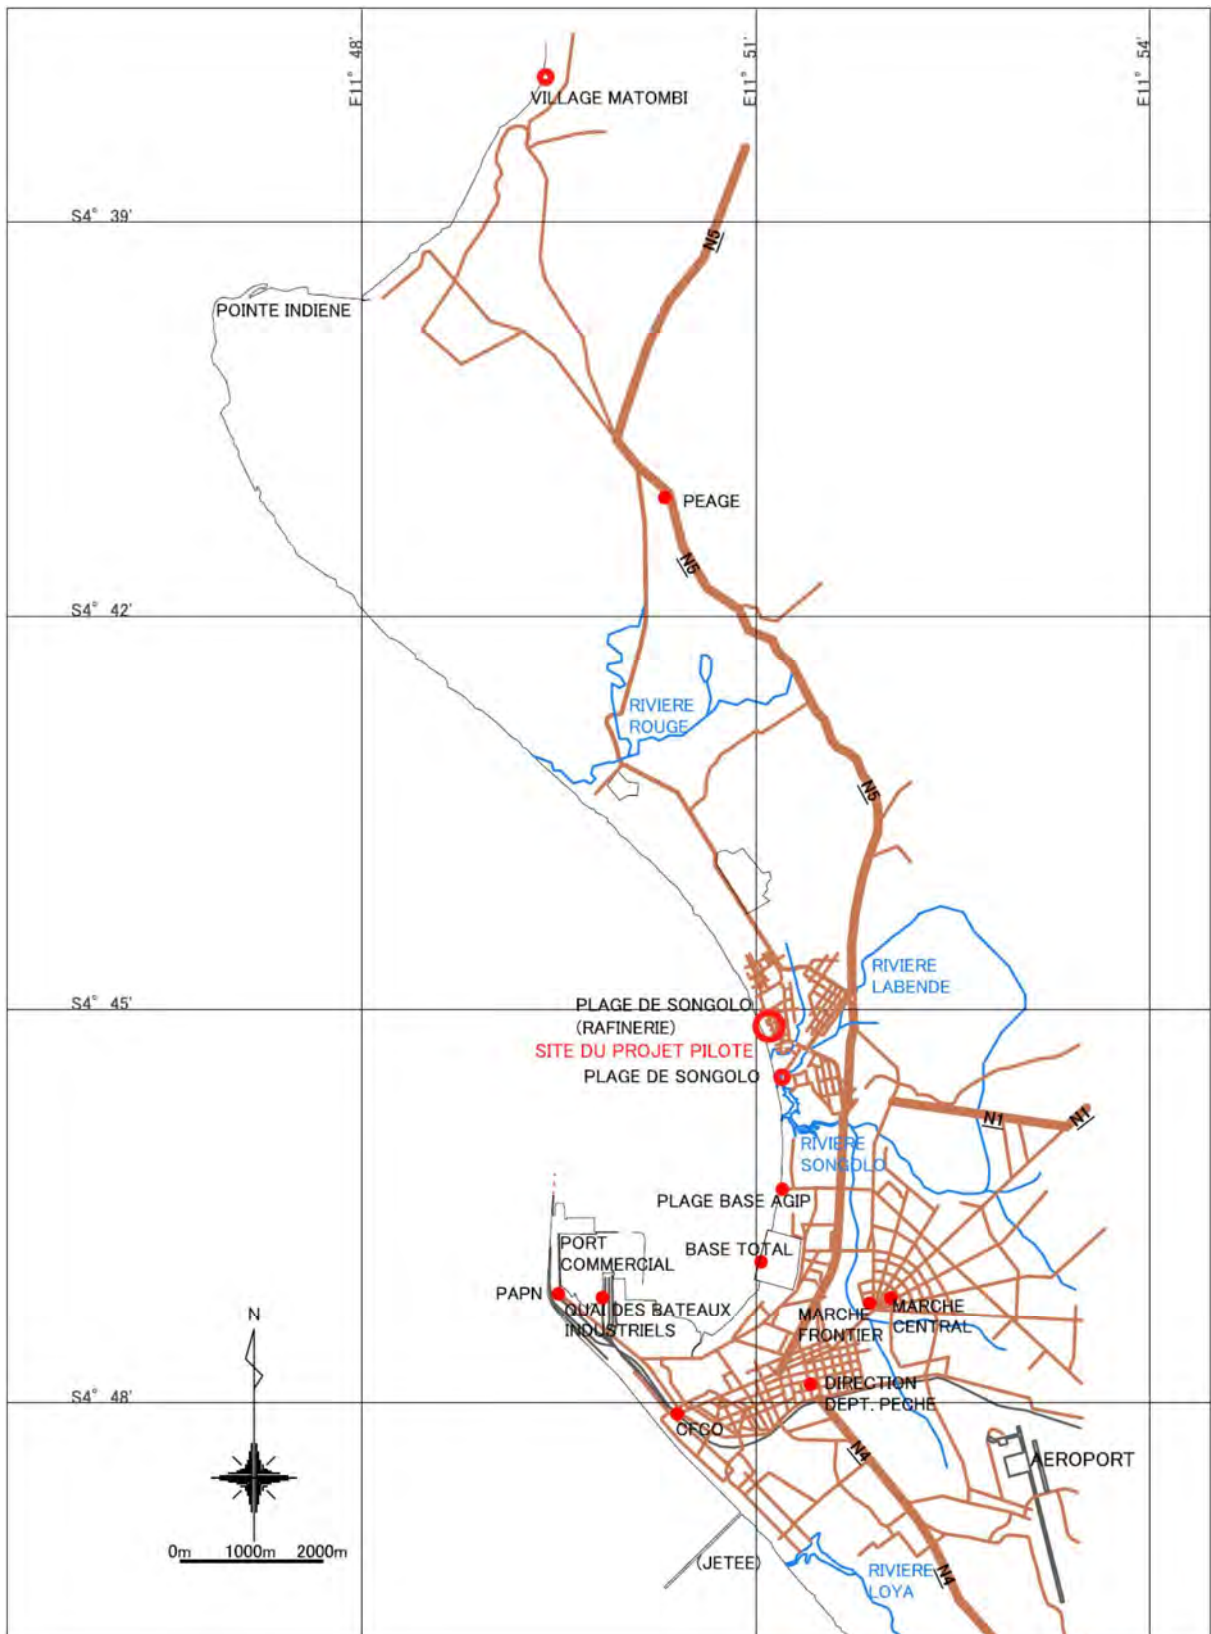 E11° 48'
E11° 51'
E11° 54'
VILLAGE MATOMBI
S4° 39'
N5
POINTE INDIENE
PEAGE
N5
S4° 42'
RIVIERE
ROUGE
N5
RIVIERE
LABENDE
S4° 45'
PLAGE DE SONGOLO
(RAFINERIE)
SITE DU PROJET PILOTE
PLAGE DE SONGOLO
N1
N1
RIVIERE
SONGOLO
PLAGE BASE AGIP
PORT
COMMERCIAL
BASE TOTAL
PAPN
QUAI DES BATEAUX
INDUSTRIELS
MARCHE
FRONTIER
MARCHE
CENTRAL
N
DIRECTION
DEPT. PECHE
S4° 48'
CFCO
N4
AEROPORT
0m 1000m 2000m
(JETEE)
RIVIERE
LOYA
N4